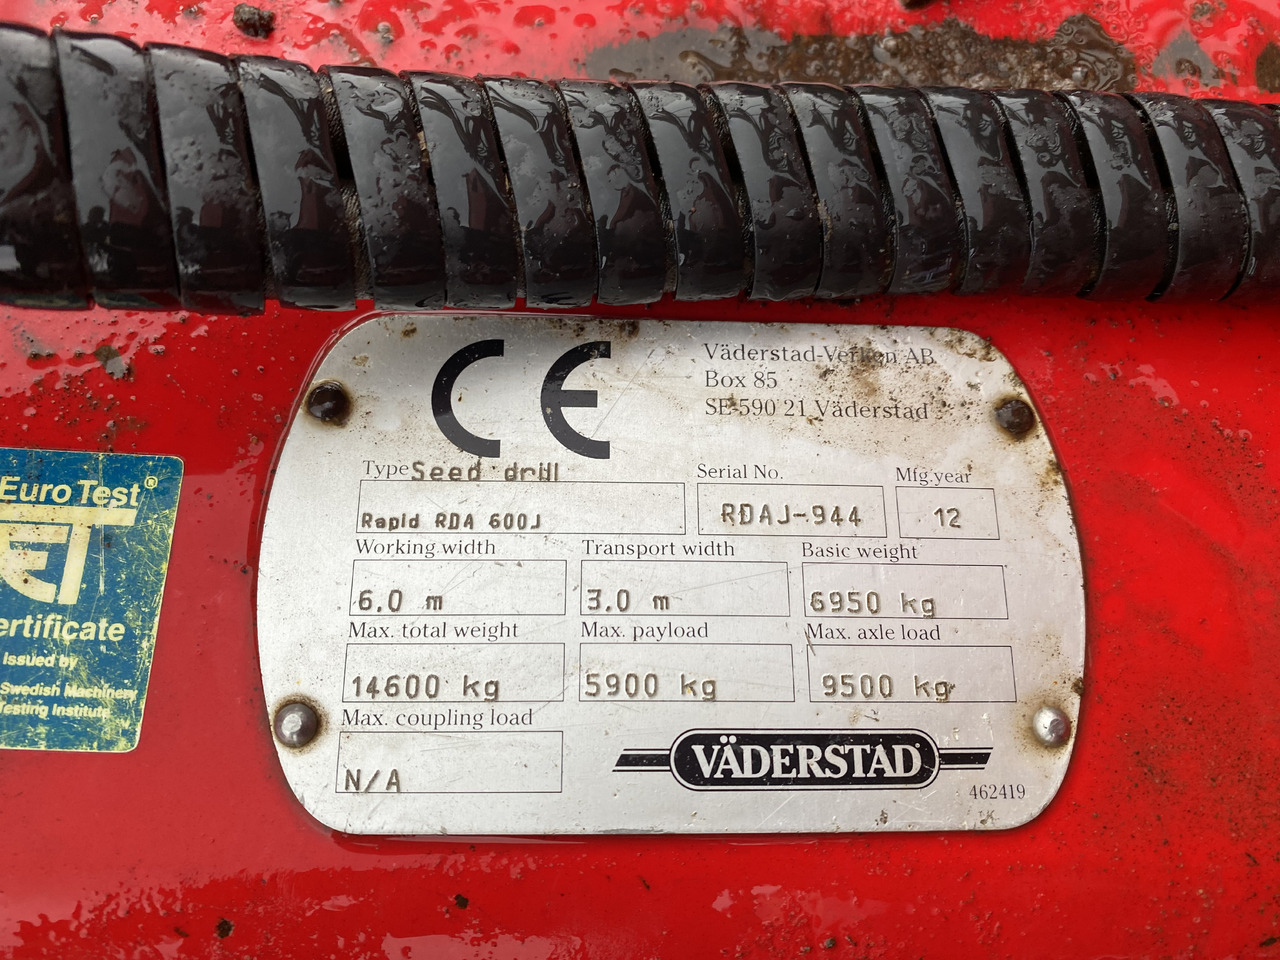 Euro Test®
ET
ertificate
Issued by
Swedish Machinery
Testing Institute
CE
Väderstad-Verken AB
Box 85
SE-590 21 Väderstad
Type Seed drill
Rapid RDA 600J
Serial No.
RDAJ-944
Mfg.year
12
Working width
6.0 m
Transport width
3.0 m
Basic weight
6950 kg
Max. total weight
14600 kg
Max. payload
5900 kg
Max. axle load
9500 kg
Max. coupling load
N/A
VÄDERSTAD
462419